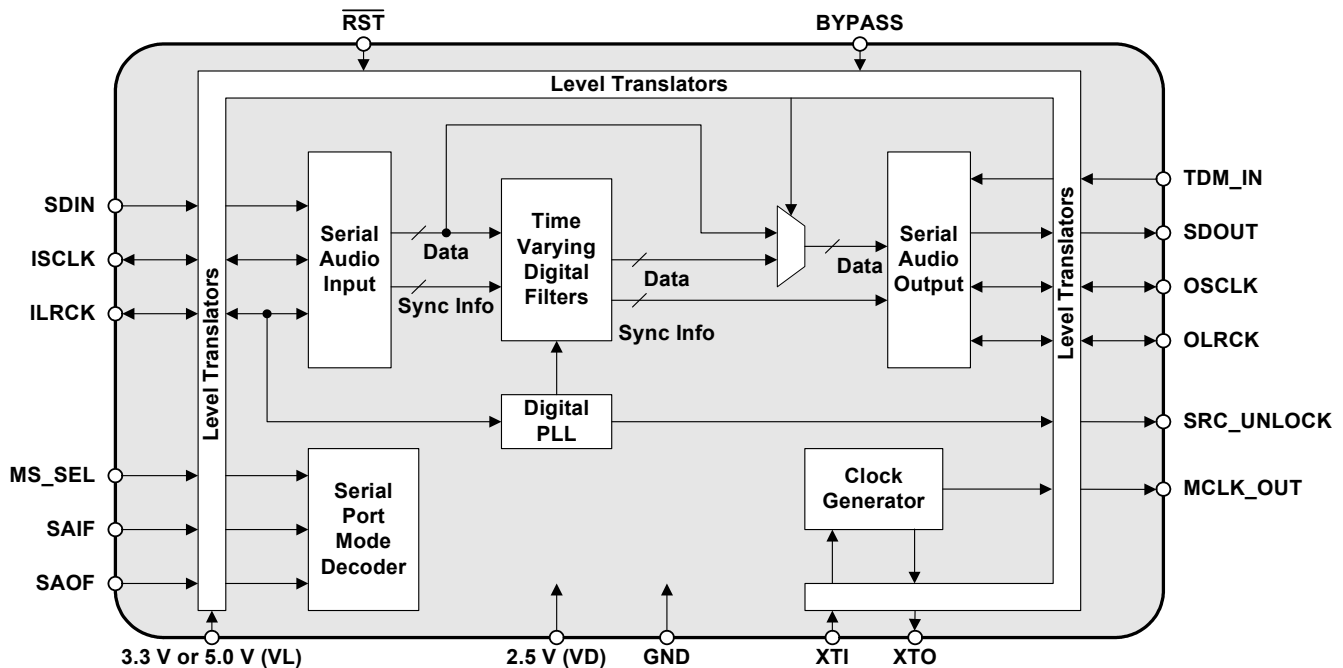 RST
BYPASS
Level Translators
SDIN
ISCLK
ILRCK
MS_SEL
SAIF
SAOF
Level Translators
Serial
Audio
Input
Data
Sync Info
Time
Varying
Digital
Filters
Data
Sync Info
Data
Serial
Audio
Output
Level Translators
TDM_IN
SDOUT
OSCLK
OLRCK
SRC_UNLOCK
MCLK_OUT
Digital
PLL
Serial
Port
Mode
Decoder
Clock
Generator
3.3 V or 5.0 V (VL)
2.5 V (VD)
GND
XTI
XTO